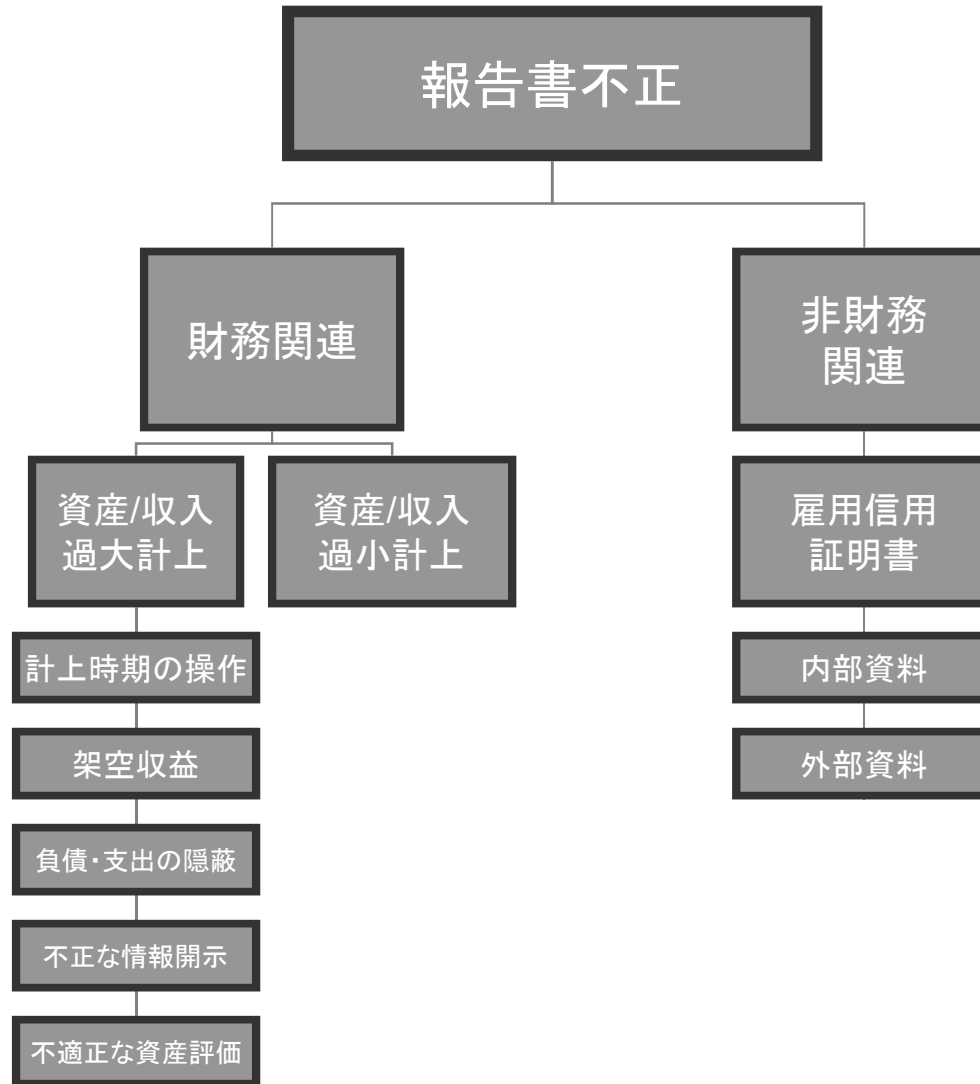 報告書不正
財務関連
非財務
関連
資産/収入
過大計上
資産/収入
過小計上
雇用信用
証明書
計上時期の操作
内部資料
架空収益
外部資料
負債・支出の隠蔽
不正な情報開示
不適正な資産評価